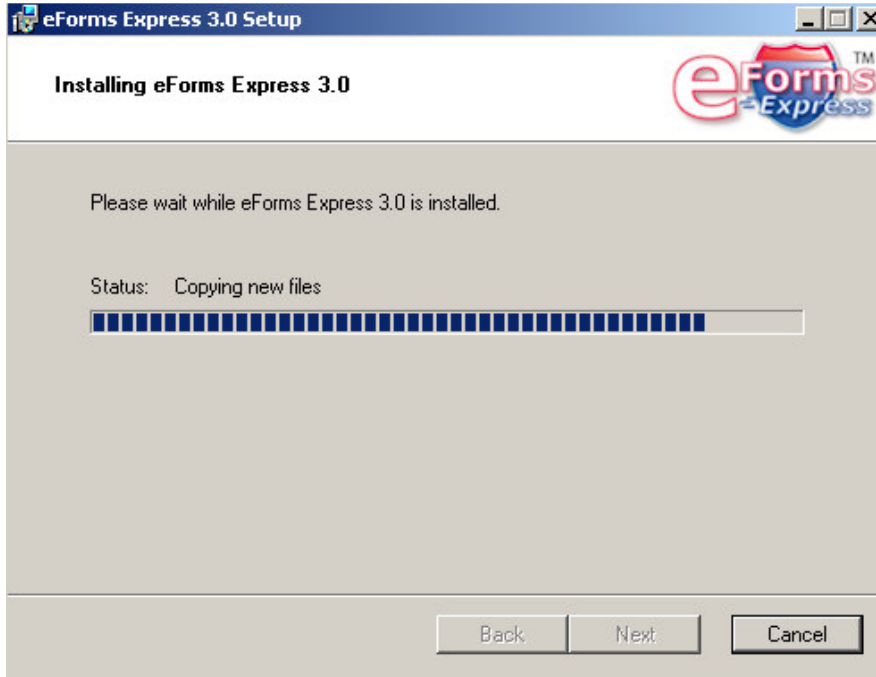 eForms Express 3.0 Setup
Installing eForms Express 3.0
eForms TM
Express
Please wait while eForms Express 3.0 is installed.
Status: Copying new files
Back Next Cancel